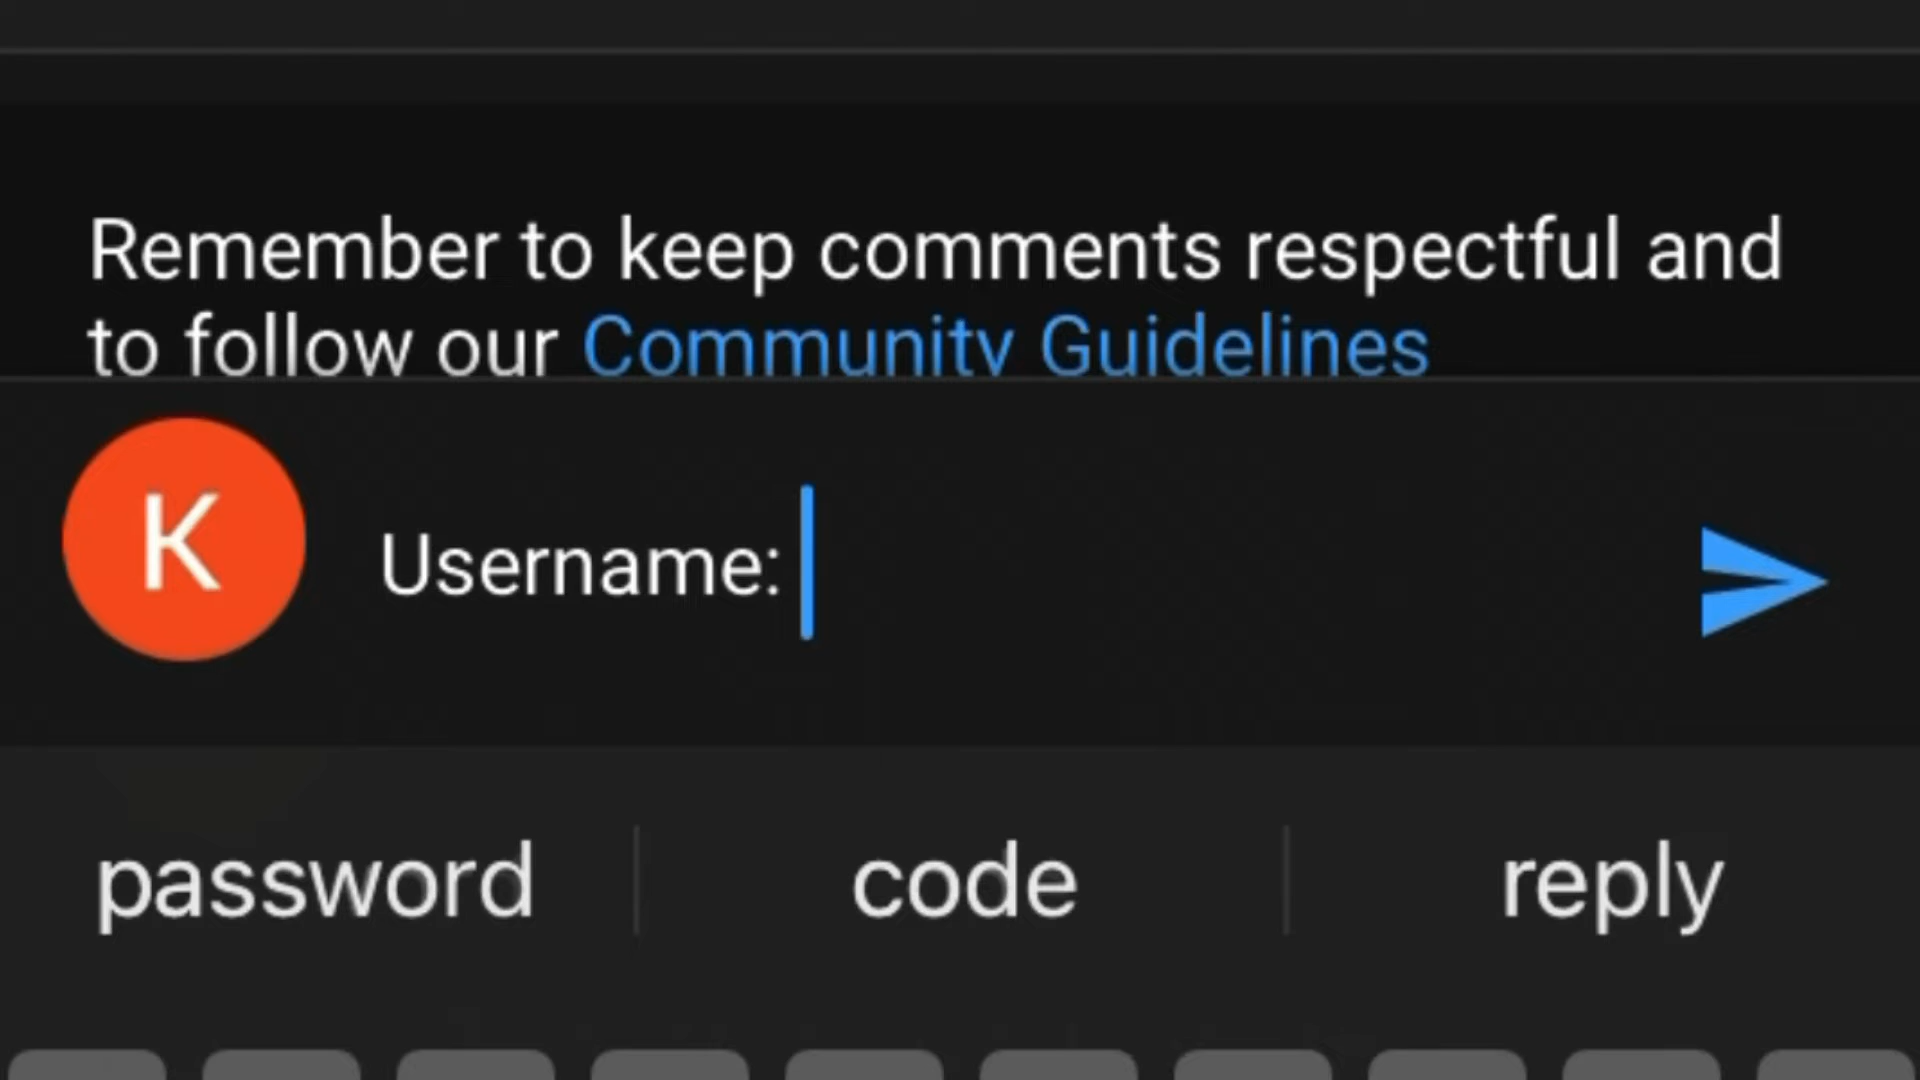 Remember to keep comments respectful and
to follow our Community Guidelines
K
Username:
password
code
reply